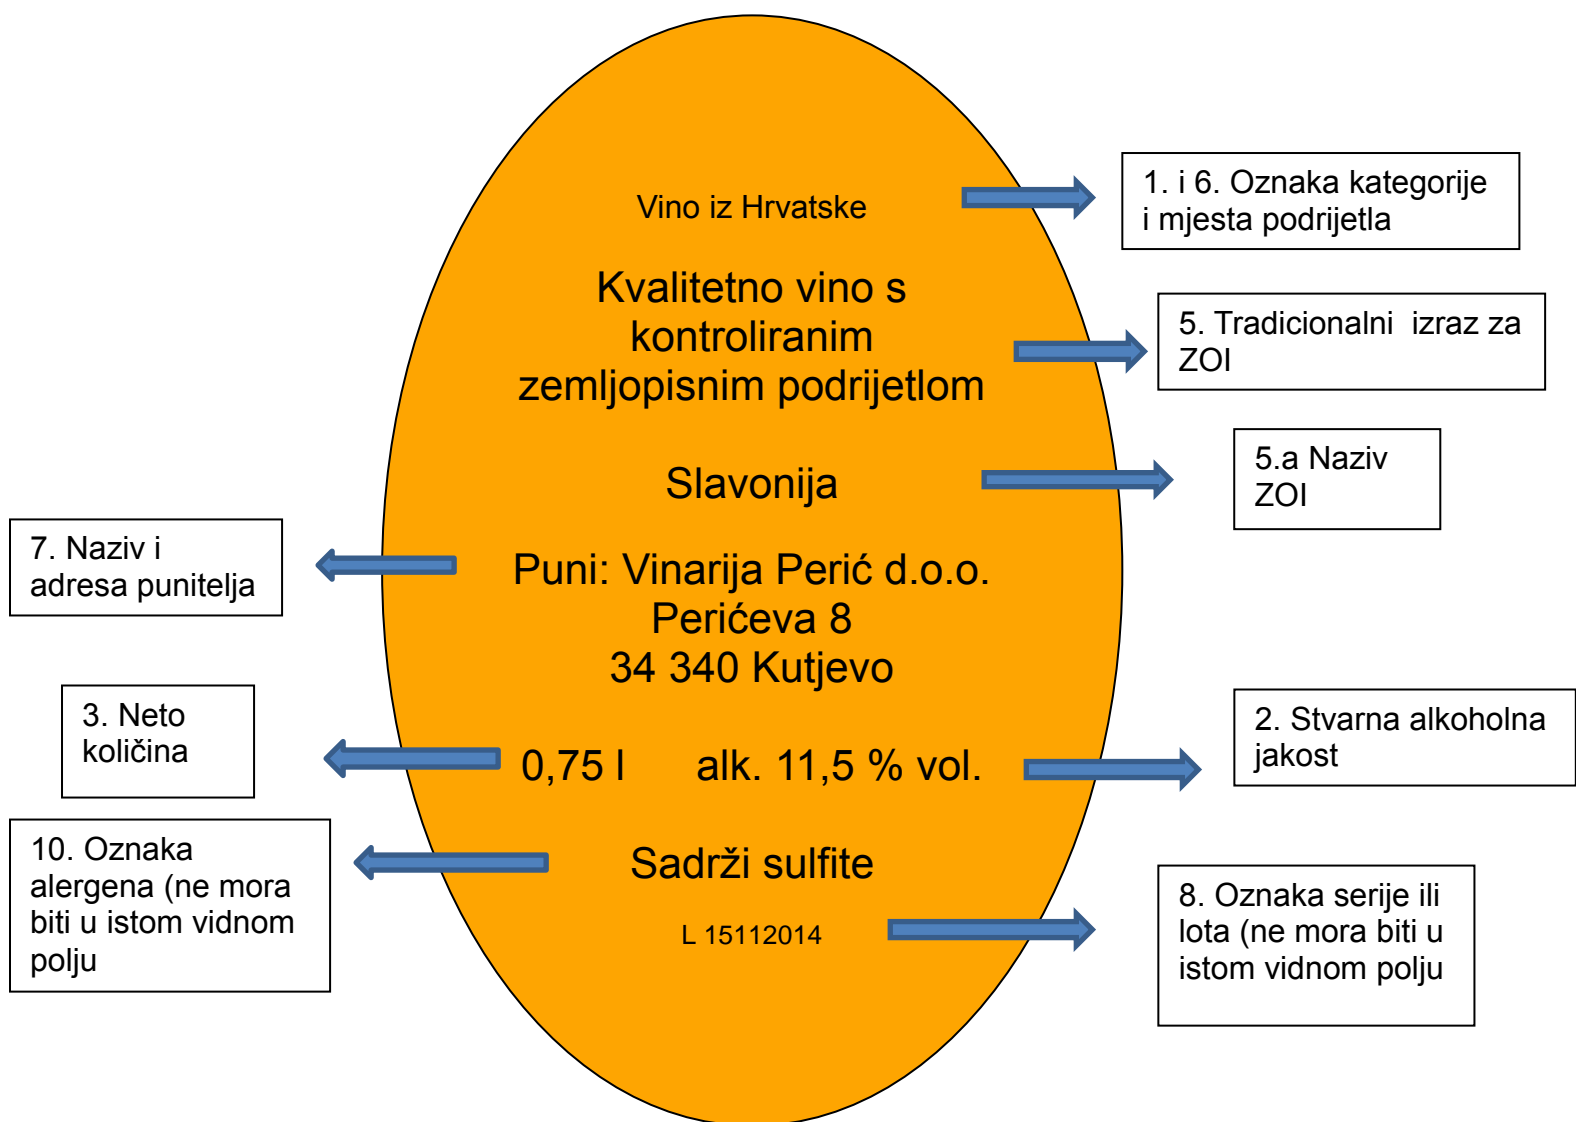 Vino iz Hrvatske
1. i 6. Oznaka kategorije
i mjesta podrijetla
Kvalitetno vino s
kontroliranim
zemljopisnim podrijetlom
5. Tradicionalni  izraz za
ZOI
Slavonija
5.a Naziv
ZOI
7. Naziv i
adresa punitelja
Puni: Vinarija Perić d.o.o.
Perićeva 8
34 340 Kutjevo
3. Neto
količina
0,75 l      alk. 11,5 % vol.
2. Stvarna alkoholna
jakost
10. Oznaka
alergena (ne mora
biti u istom vidnom
polju
Sadrži sulfite
L 15112014
8. Oznaka serije ili
lota (ne mora biti u
istom vidnom polju